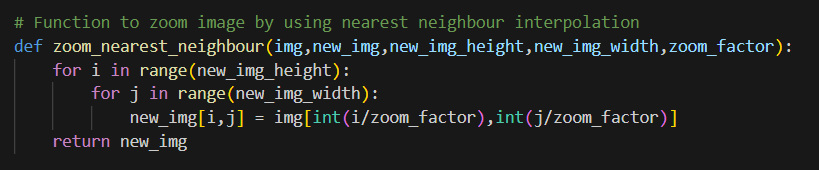 # Function to zoom image by using nearest neighbour interpolation
def zoom_nearest_neighbour(img,new_img,new_img_height,new_img_width,zoom_factor):
    for i in range(new_img_height):
        for j in range(new_img_width):
            new_img[i,j] = img[int(i/zoom_factor),int(j/zoom_factor)]
    return new_img